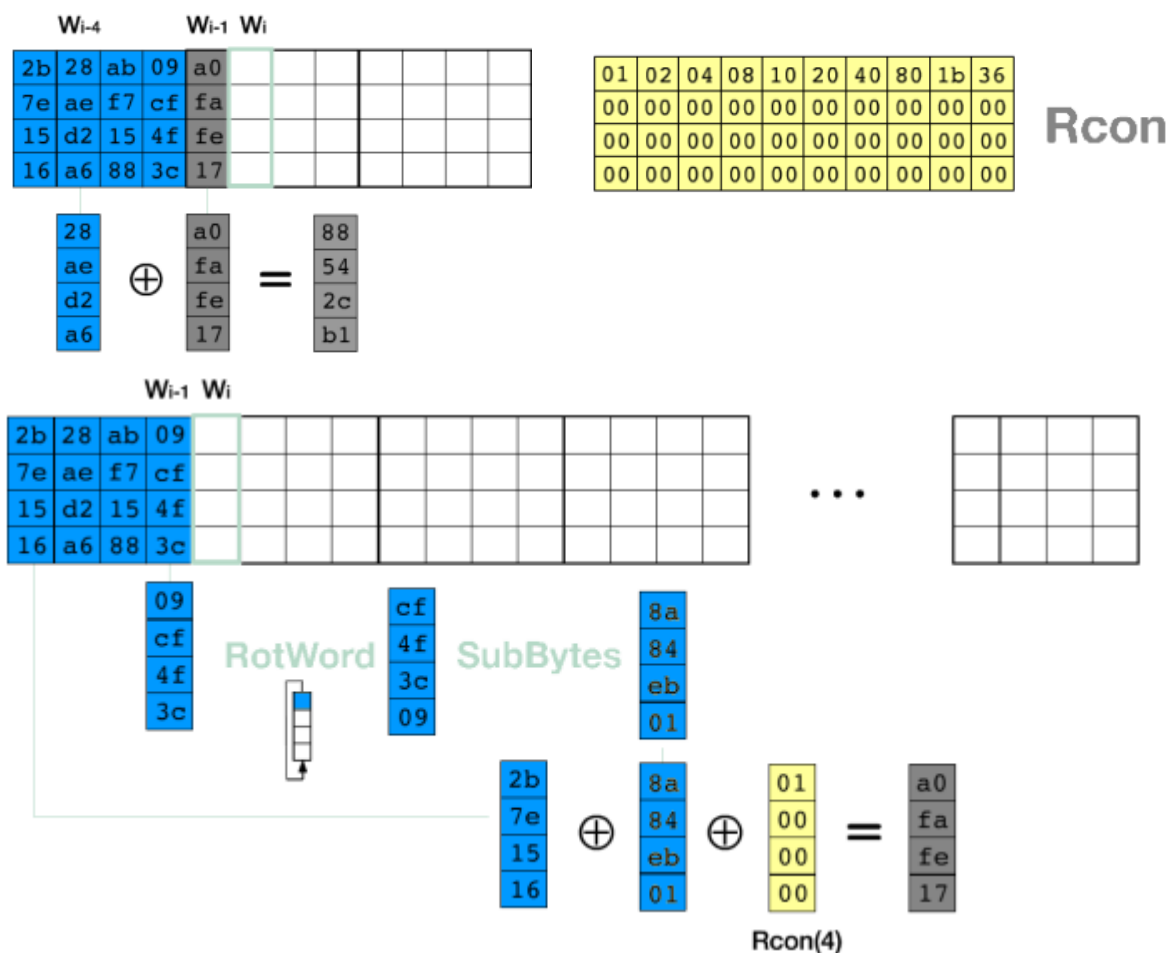 Wi-4 Wi-1 Wi
2b 28 ab 09 a0
7e ae f7 cf fa
15 d2 15 4f fe
16 a6 88 3c 17
01 02 04 08 10 20 40 80 1b 36
00 00 00 00 00 00 00 00 00 00
00 00 00 00 00 00 00 00 00 00
00 00 00 00 00 00 00 00 00 00
Rcon
28 a0 88
ae ⊕ fa = 54
d2 fe 2c
a6 17 b1
Wi-1 Wi
2b 28 ab 09
7e ae f7 cf
15 d2 15 4f
16 a6 88 3c
...
09
cf
4f
3c
RotWord
cf
4f
3c
09
SubBytes
8a
84
eb
01
2b 8a 01 a0
7e ⊕ 84 ⊕ 00 = fa
15 eb 00 fe
16 01 00 17
Rcon(4)